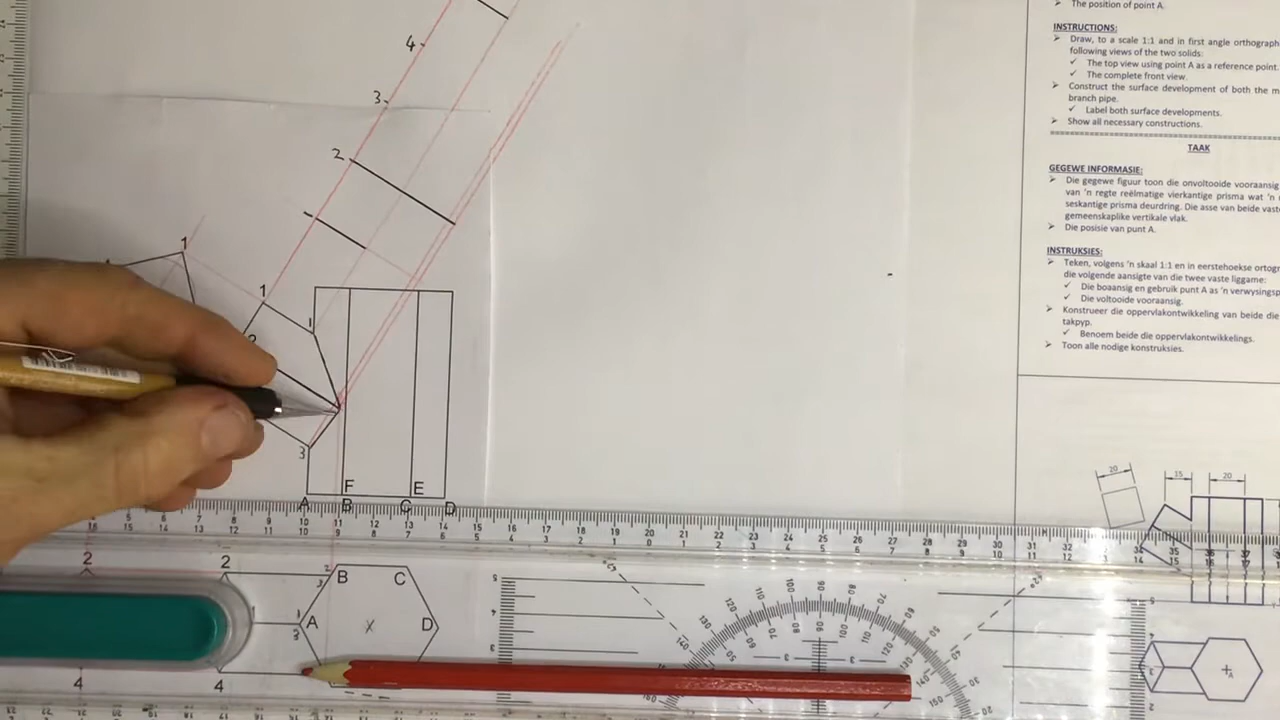 ➢ The position of point A.
INSTRUCTIONS:
➢ Draw, to a scale 1:1 and in first angle orthograph
following views of the two solids:
✓ The top view using point A as a reference point.
✓ The complete front view.
➢ Construct the surface development of both the m
branch pipe.
✓ Label both surface developments.
➢ Show all necessary constructions.
TAAK
GEGEWE INFORMASIE:
➢ Die gegewe figuur toon die onvoltooide vooraansig
van 'n regte reëlmatige vierkantige prisma wat 'n
seskantige prisma deurdring. Die asse van beide vaste
gemeenskaplike vertikale vlak.
➢ Die posisie van punt A.
INSTRUKSIES:
➢ Teken, volgens 'n skaal 1:1 en in eerstehoekse ortog
die volgende aansigte van die twee vaste liggame:
✓ Die boaansig en gebruik punt A as 'n verwysingsp
✓ Die voltooide vooraansig.
➢ Konstrueer die oppervlakontwikkeling van beide die
takpyp.
✓ Benoem beide die oppervlakontwikkelings.
➢ Toon alle nodige konstruksies.
4
3
2
1
1
1
3
F
E
A
B
C
D
2
2
B
C
A
D
4
4
20
15
20
A